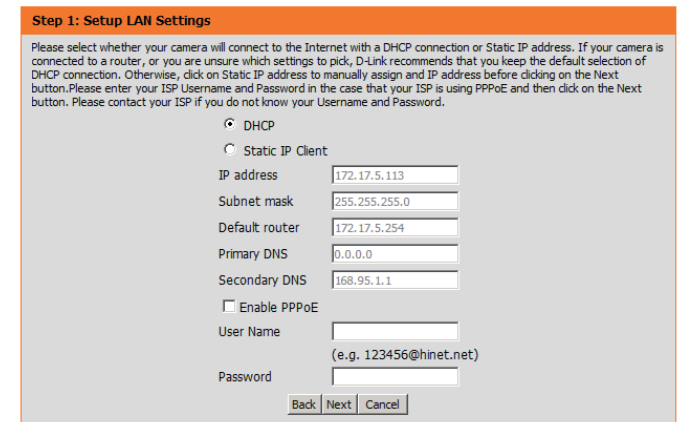 Step 1: Setup LAN Settings
Please select whether your camera will connect to the Internet with a DHCP connection or Static IP address. If your camera is
connected to a router, or you are unsure which settings to pick, D-Link recommends that you keep the default selection of
DHCP connection. Otherwise, click on Static IP address to manually assign and IP address before clicking on the Next
button.Please enter your ISP Username and Password in the case that your ISP is using PPPoE and then click on the Next
button. Please contact your ISP if you do not know your Username and Password.
DHCP
Static IP Client
IP address 172.17.5.113
Subnet mask 255.255.255.0
Default router 172.17.5.254
Primary DNS 0.0.0.0
Secondary DNS 168.95.1.1
Enable PPPoE
User Name
(e.g. 123456@hinet.net)
Password
Back Next Cancel